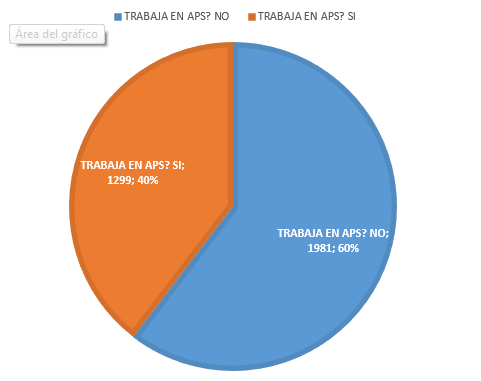 TRABAJA EN APS? NO TRABAJA EN APS? SI
Área del gráfico
TRABAJA EN APS? SI;
1299; 40%
TRABAJA EN APS? NO;
1981; 60%